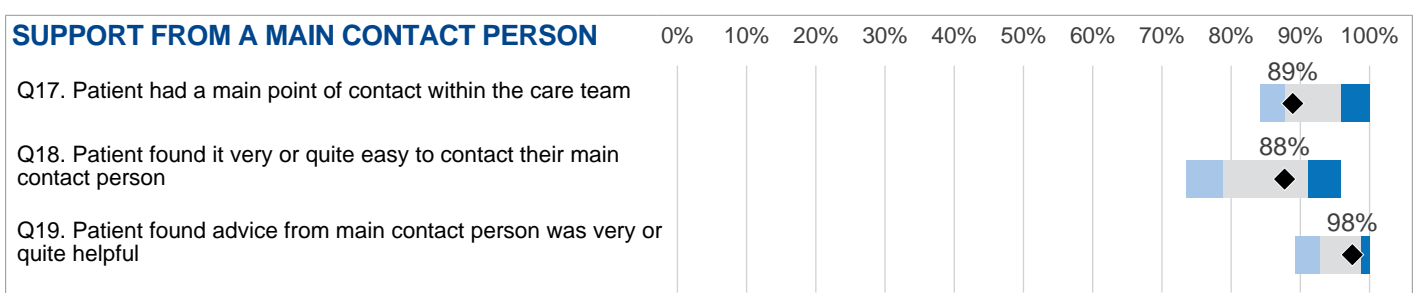 SUPPORT FROM A MAIN CONTACT PERSON 0% 10% 20% 30% 40% 50% 60% 70% 80% 90% 100%
89%
Q17. Patient had a main point of contact within the care team
88%
Q18. Patient found it very or quite easy to contact their main
contact person
98%
Q19. Patient found advice from main contact person was very or
quite helpful